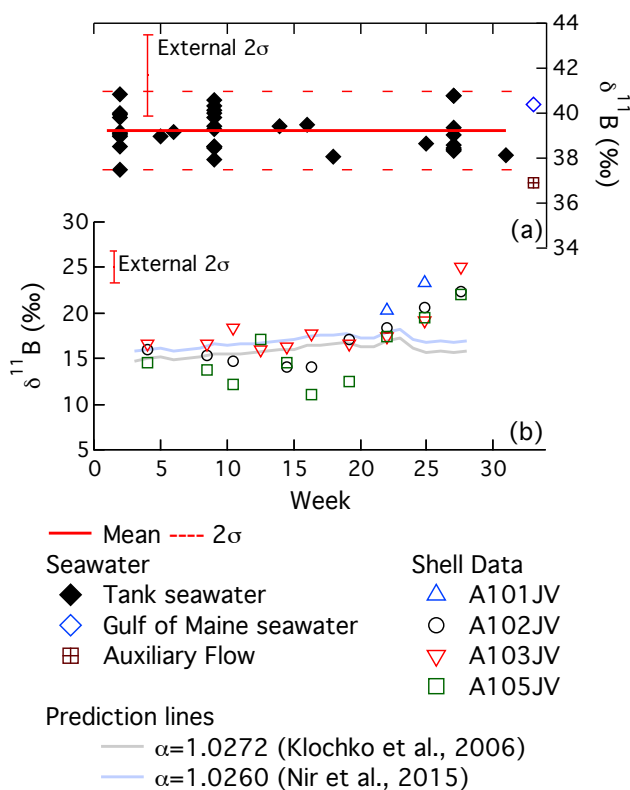 44
External 2σ
42
40
38
36
34
δ11B (‰)
(a)
30
25
20
15
10
5
δ11B (‰)
External 2σ
(b)
0 5 10 15 20 25 30
Week
Mean 2σ
Seawater Shell Data
Tank seawater A101JV
Gulf of Maine seawater A102JV
Auxiliary Flow A103JV
A105JV
Prediction lines
α=1.0272 (Klochko et al., 2006)
α=1.0260 (Nir et al., 2015)